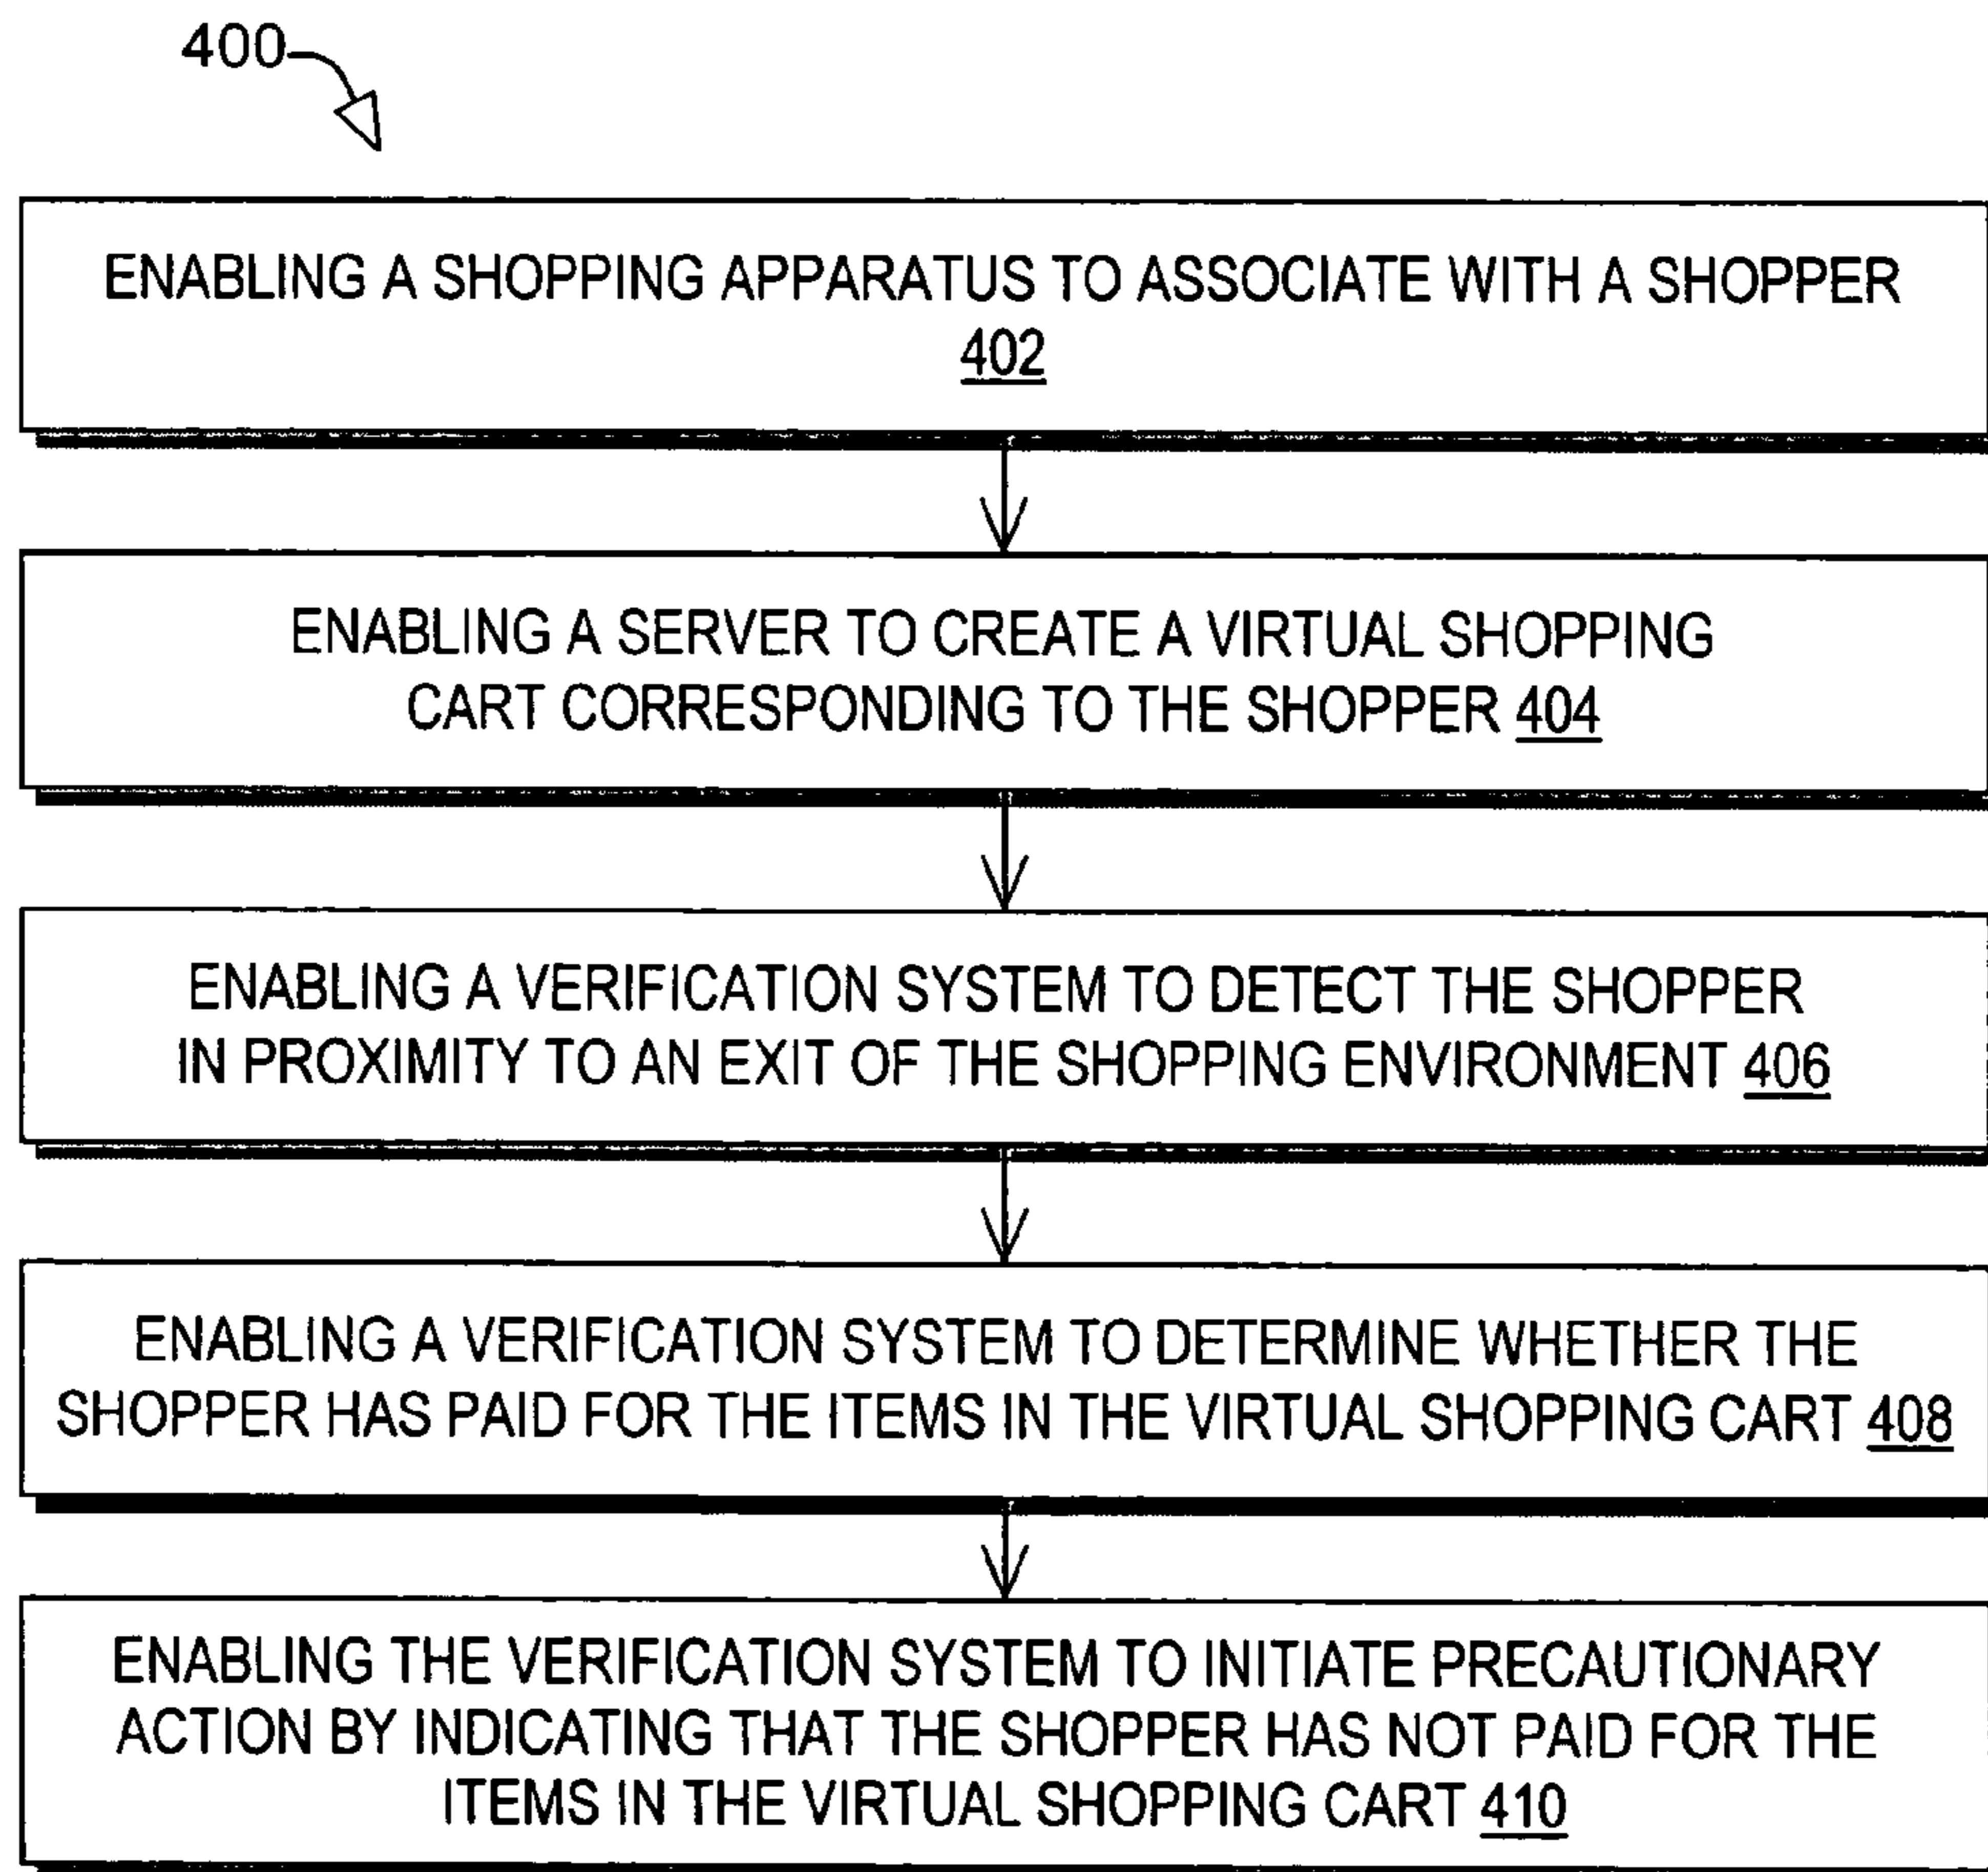 400
ENABLING A SHOPPING APPARATUS TO ASSOCIATE WITH A SHOPPER
402
ENABLING A SERVER TO CREATE A VIRTUAL SHOPPING
CART CORRESPONDING TO THE SHOPPER 404
ENABLING A VERIFICATION SYSTEM TO DETECT THE SHOPPER
IN PROXIMITY TO AN EXIT OF THE SHOPPING ENVIRONMENT 406
ENABLING A VERIFICATION SYSTEM TO DETERMINE WHETHER THE
SHOPPER HAS PAID FOR THE ITEMS IN THE VIRTUAL SHOPPING CART 408
ENABLING THE VERIFICATION SYSTEM TO INITIATE PRECAUTIONARY
ACTION BY INDICATING THAT THE SHOPPER HAS NOT PAID FOR THE
ITEMS IN THE VIRTUAL SHOPPING CART 410